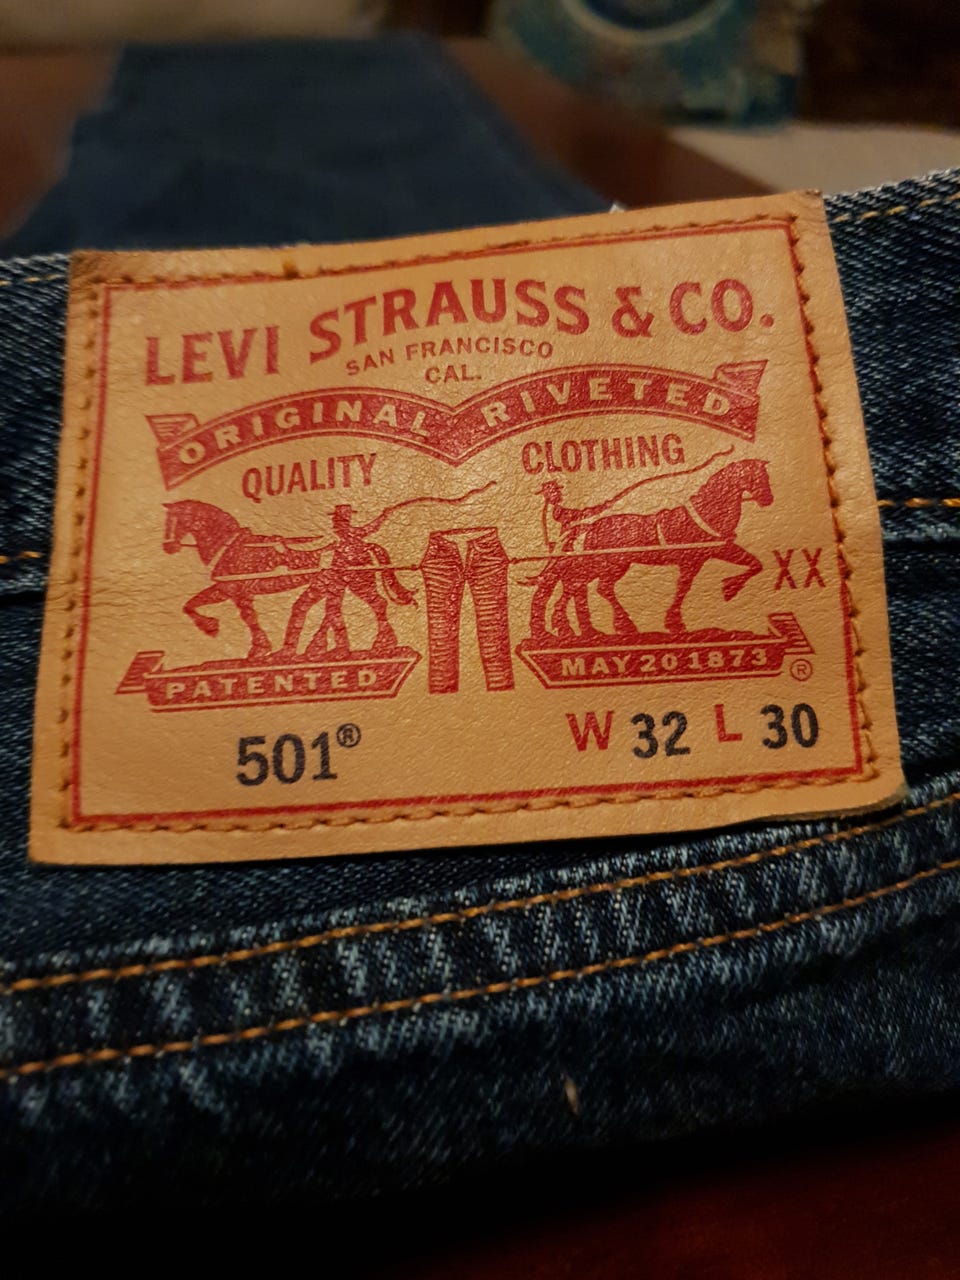 LEVI STRAUSS & CO.
SAN FRANCISCO
CAL.
ORIGINAL RIVETED
QUALITY CLOTHING
XX
PATENTED MAY 20 1873 ®
501® W 32 L 30